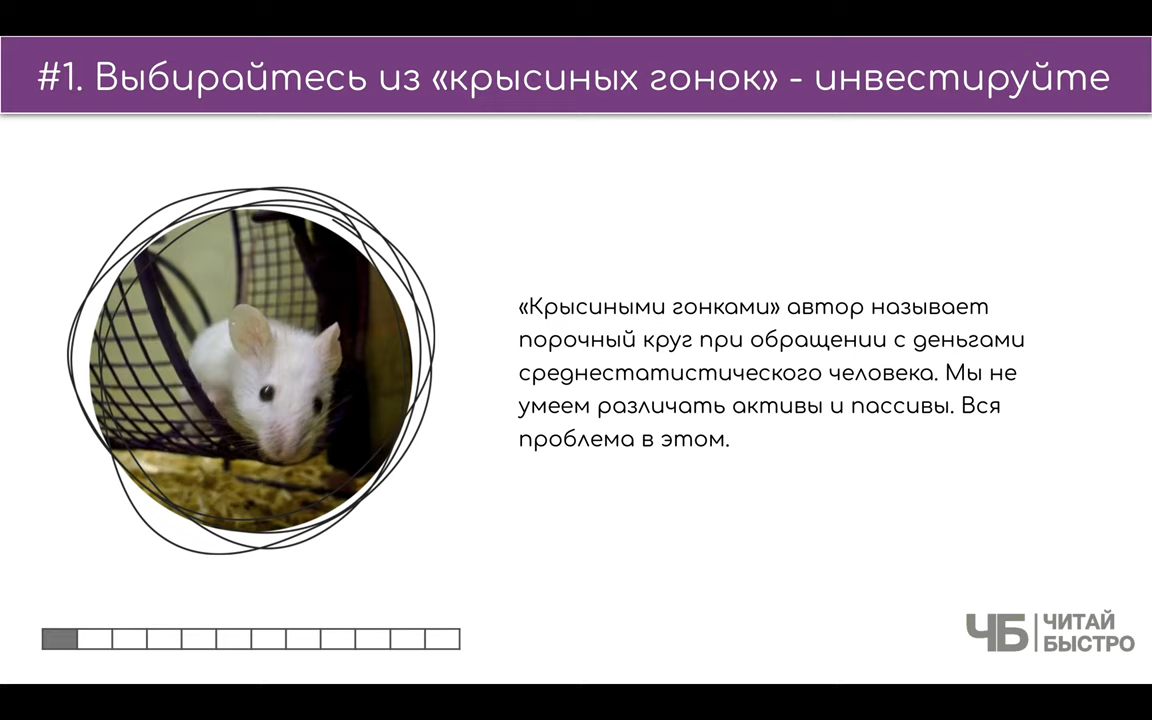 #1. Выбирайтесь из «крысиных гонок» - инвестируйте
«Крысиными гонками» автор называет
порочный круг при обращении с деньгами
среднестатистического человека. Мы не
умеем различать активы и пассивы. Вся
проблема в этом.
ЧБ
ЧИТАЙ
БЫСТРО